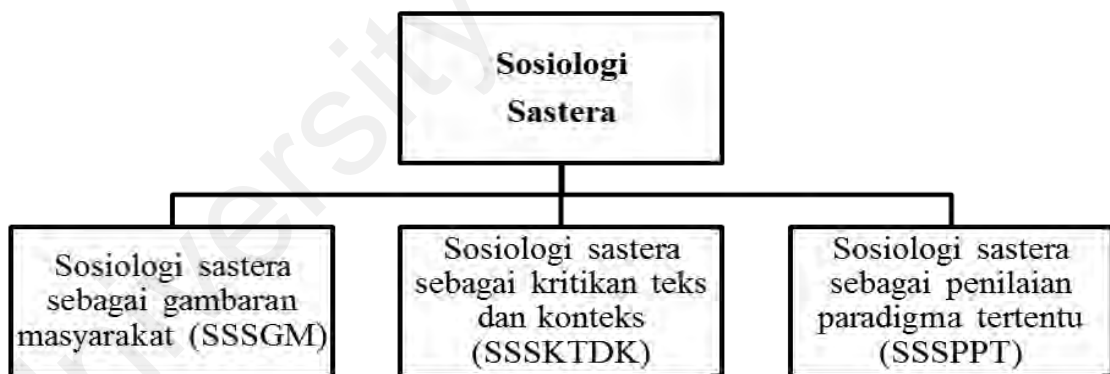 Sosiologi
Sastera
Sosiologi sastera
sebagai gambaran
masyarakat (SSSGM)
Sosiologi sastera
sebagai kritikan teks
dan konteks
(SSSKTDK)
Sosiologi sastera
sebagai penilaian
paradigma tertentu
(SSSPPT)
University